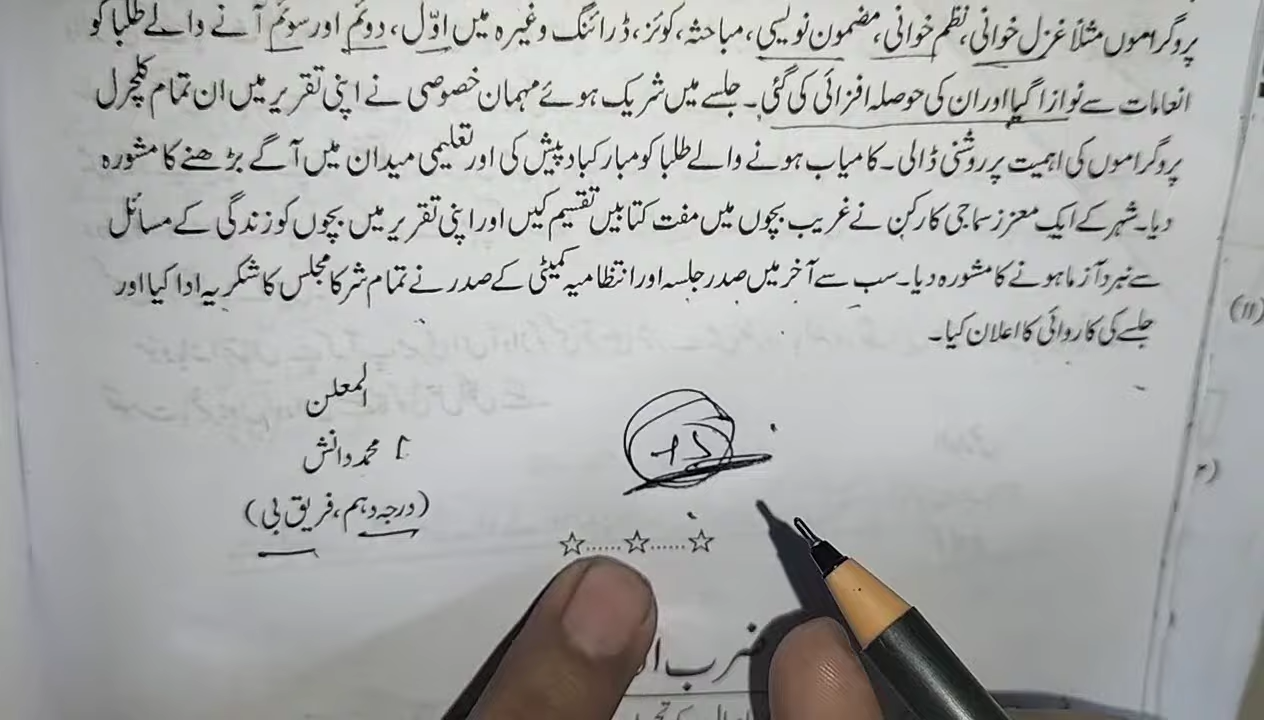 پروگراموں مثلاً غزل خوانی، نظم خوانی، مضمون نویسی، مباحثہ، کوئز، ڈرائنگ وغیرہ میں اوّل، دوئم اور سوئم آنے والے طلبا کو
انعامات سے نوازا گیا اور ان کی حوصلہ افزائی کی گئی۔ جلسے میں شریک ہوئے مہمان خصوصی نے اپنی تقریر میں ان تمام کلچرل
پروگراموں کی اہمیت پر روشنی ڈالی۔ کامیاب ہونے والے طلبا کو مبارکباد پیش کی اور تعلیمی میدان میں آگے بڑھنے کا مشورہ
دیا۔ شہر کے ایک معزز سماجی کارکن نے غریب بچوں میں مفت کتابیں تقسیم کیں اور اپنی تقریر میں بچوں کو زندگی کے مسائل
سے نبرد آزما ہونے کا مشورہ دیا۔ سب سے آخر میں صدر جلسہ اور انتظامیہ کمیٹی کے صدر نے تمام شرکا مجلس کا شکریہ ادا کیا اور
جلسے کی کاروائی کا اعلان کیا۔
(11)
المعلن
محمد دانش
(درجہ دہم، فریق بی)
☆......☆......☆
ضرب